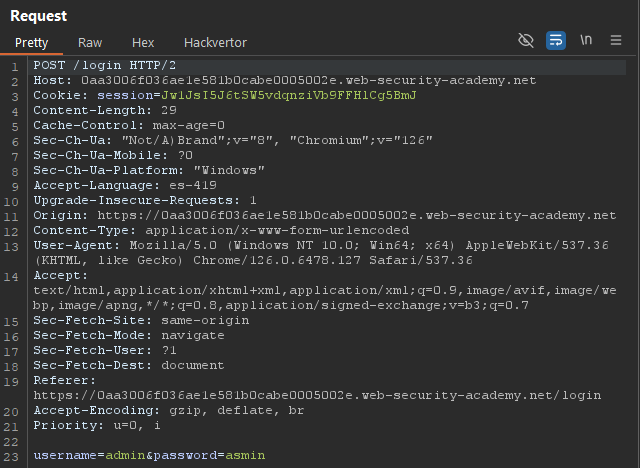 Request
Pretty Raw Hex Hackvertor \n
1 POST /login HTTP/2
2 Host: 0aa3006f036ae1e581b0cabe0005002e.web-security-academy.net
3 Cookie: session=Jw1JsI5J6tSW5vdqnziVb9FFHlCg5BmJ
4 Content-Length: 29
5 Cache-Control: max-age=0
6 Sec-Ch-Ua: "Not/A)Brand";v="8", "Chromium";v="126"
7 Sec-Ch-Ua-Mobile: ?0
8 Sec-Ch-Ua-Platform: "Windows"
9 Accept-Language: es-419
10 Upgrade-Insecure-Requests: 1
11 Origin: https://0aa3006f036ae1e581b0cabe0005002e.web-security-academy.net
12 Content-Type: application/x-www-form-urlencoded
13 User-Agent: Mozilla/5.0 (Windows NT 10.0; Win64; x64) AppleWebKit/537.36
(KHTML, like Gecko) Chrome/126.0.6478.127 Safari/537.36
14 Accept:
text/html,application/xhtml+xml,application/xml;q=0.9,image/avif,image/we
bp,image/apng,*/*;q=0.8,application/signed-exchange;v=b3;q=0.7
15 Sec-Fetch-Site: same-origin
16 Sec-Fetch-Mode: navigate
17 Sec-Fetch-User: ?1
18 Sec-Fetch-Dest: document
19 Referer:
https://0aa3006f036ae1e581b0cabe0005002e.web-security-academy.net/login
20 Accept-Encoding: gzip, deflate, br
21 Priority: u=0, i
22
23 username=admin&password=asmin